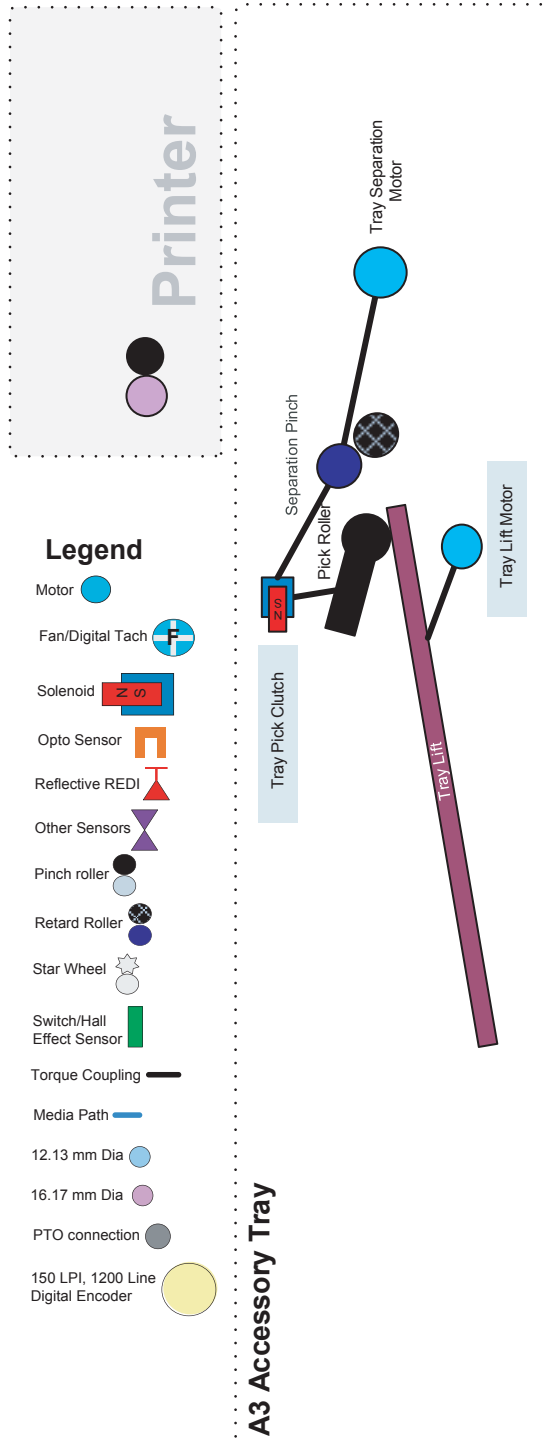 Printer
Legend
Motor
Fan/Digital Tach
F
Solenoid
N S
Opto Sensor
Reflective REDI
Other Sensors
Pinch roller
Retard Roller
Star Wheel
Switch/Hall
Effect Sensor
Torque Coupling
Media Path
12.13 mm Dia
16.17 mm Dia
PTO connection
150 LPI, 1200 Line
Digital Encoder
A3 Accessory Tray
Tray Separation
Motor
Separation Pinch
Pick Roller
S
N
Tray Pick Clutch
Tray Lift Motor
Tray Lift